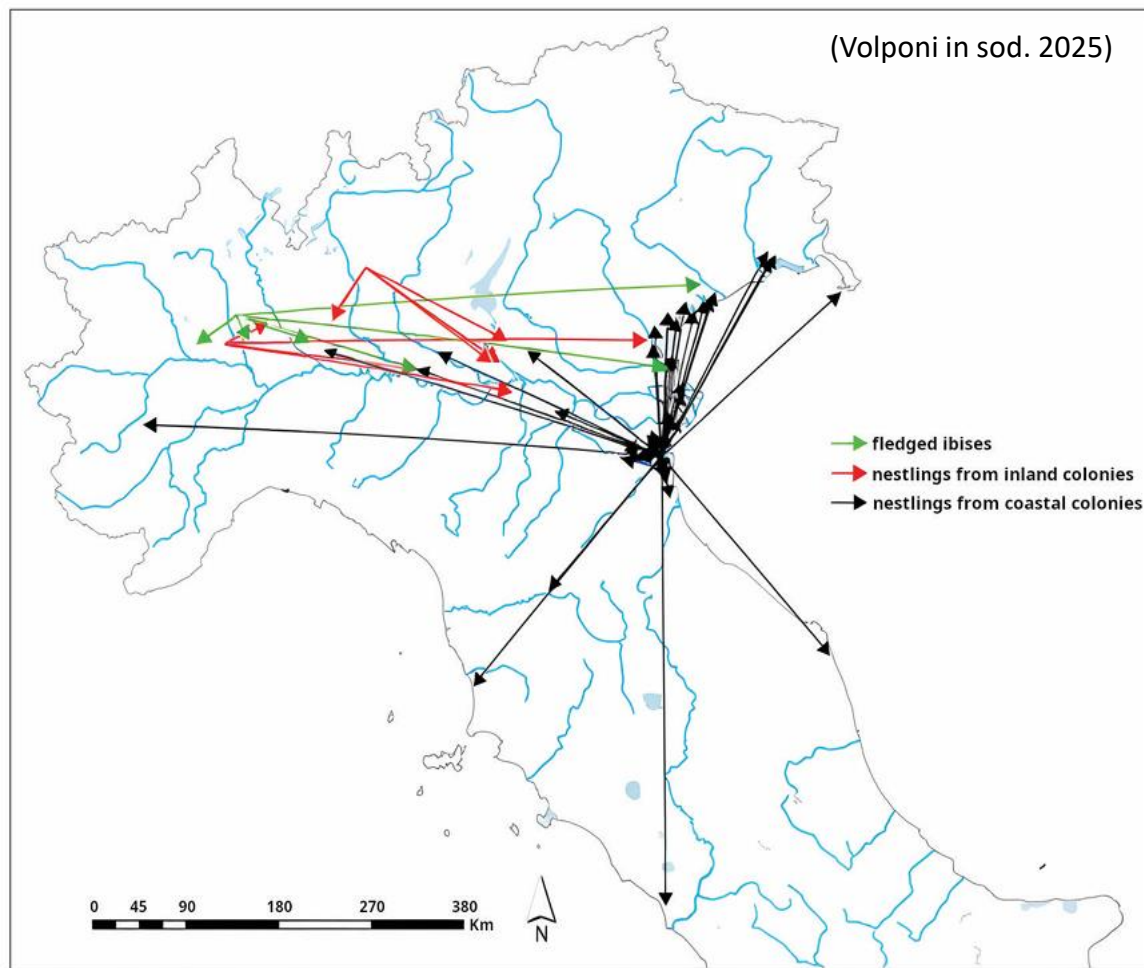 (Volponi in sod. 2025)
fledged ibises
nestlings from inland colonies
nestlings from coastal colonies
0 45 90 180 270 380
Km
N